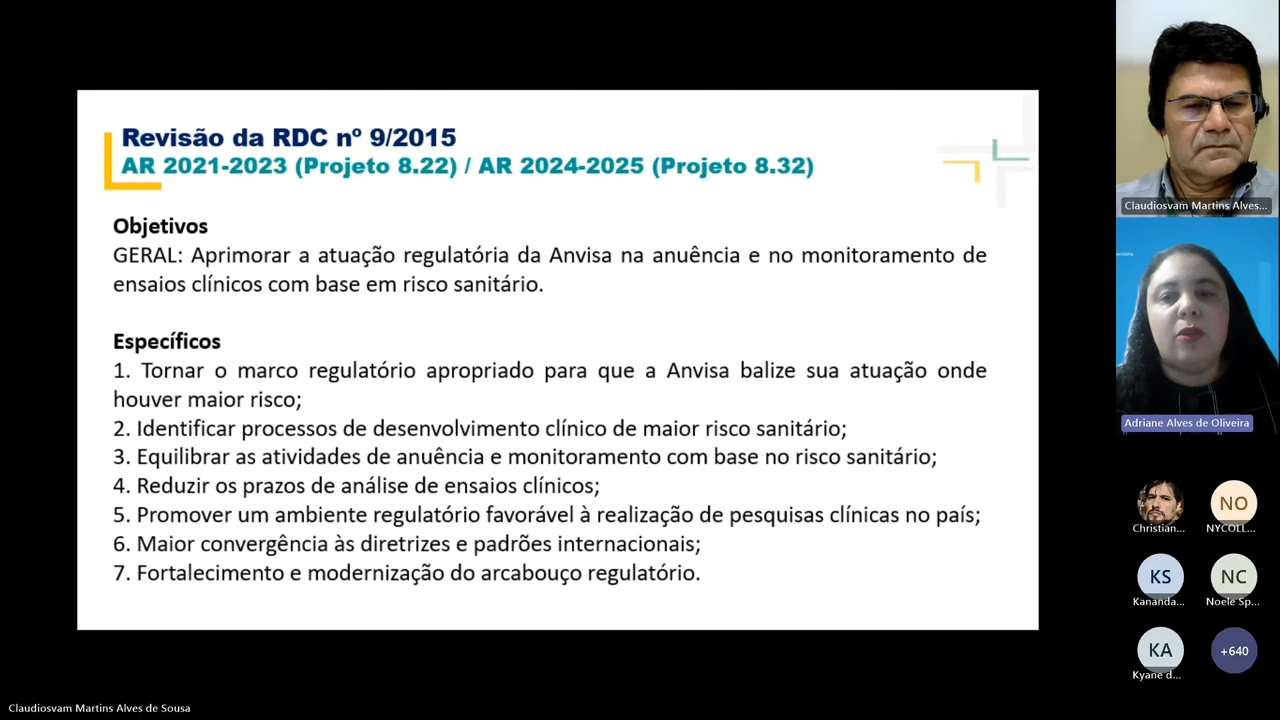 Revisão da RDC nº 9/2015
AR 2021-2023 (Projeto 8.22) / AR 2024-2025 (Projeto 8.32)
Objetivos
GERAL: Aprimorar a atuação regulatória da Anvisa na anuência e no monitoramento de
ensaios clínicos com base em risco sanitário.
Específicos
1. Tornar o marco regulatório apropriado para que a Anvisa balize sua atuação onde
houver maior risco;
2. Identificar processos de desenvolvimento clínico de maior risco sanitário;
3. Equilibrar as atividades de anuência e monitoramento com base no risco sanitário;
4. Reduzir os prazos de análise de ensaios clínicos;
5. Promover um ambiente regulatório favorável à realização de pesquisas clínicas no país;
6. Maior convergência às diretrizes e padrões internacionais;
7. Fortalecimento e modernização do arcabouço regulatório.
Claudiosvam Martins Alves...
Adriane Alves de Oliveira
Christian...
NO
NYCOLL...
KS
Kananda...
NC
Noele Sp...
KA
Kyane d...
+640
Claudiosvam Martins Alves de Sousa